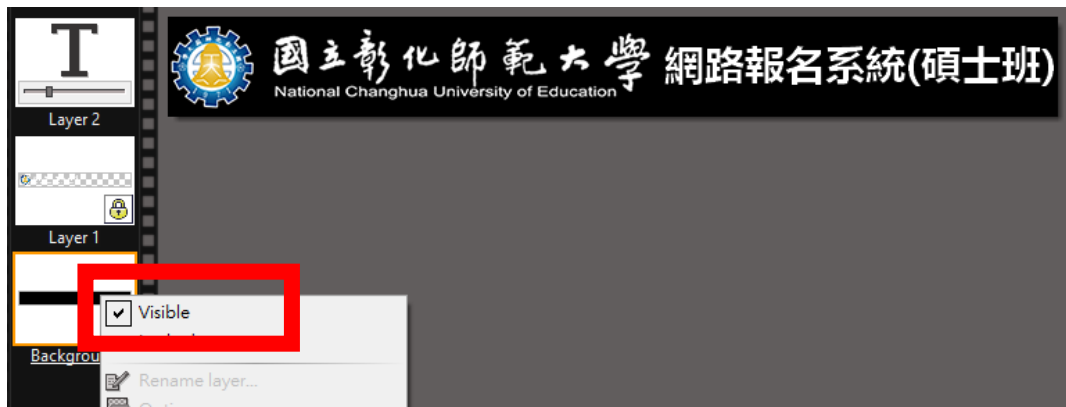 T
Layer 2
國立彰化師範大學 網路報名系統(碩士班)
National Changhua University of Education
Layer 1
Visible
Backgrou
Rename layer...